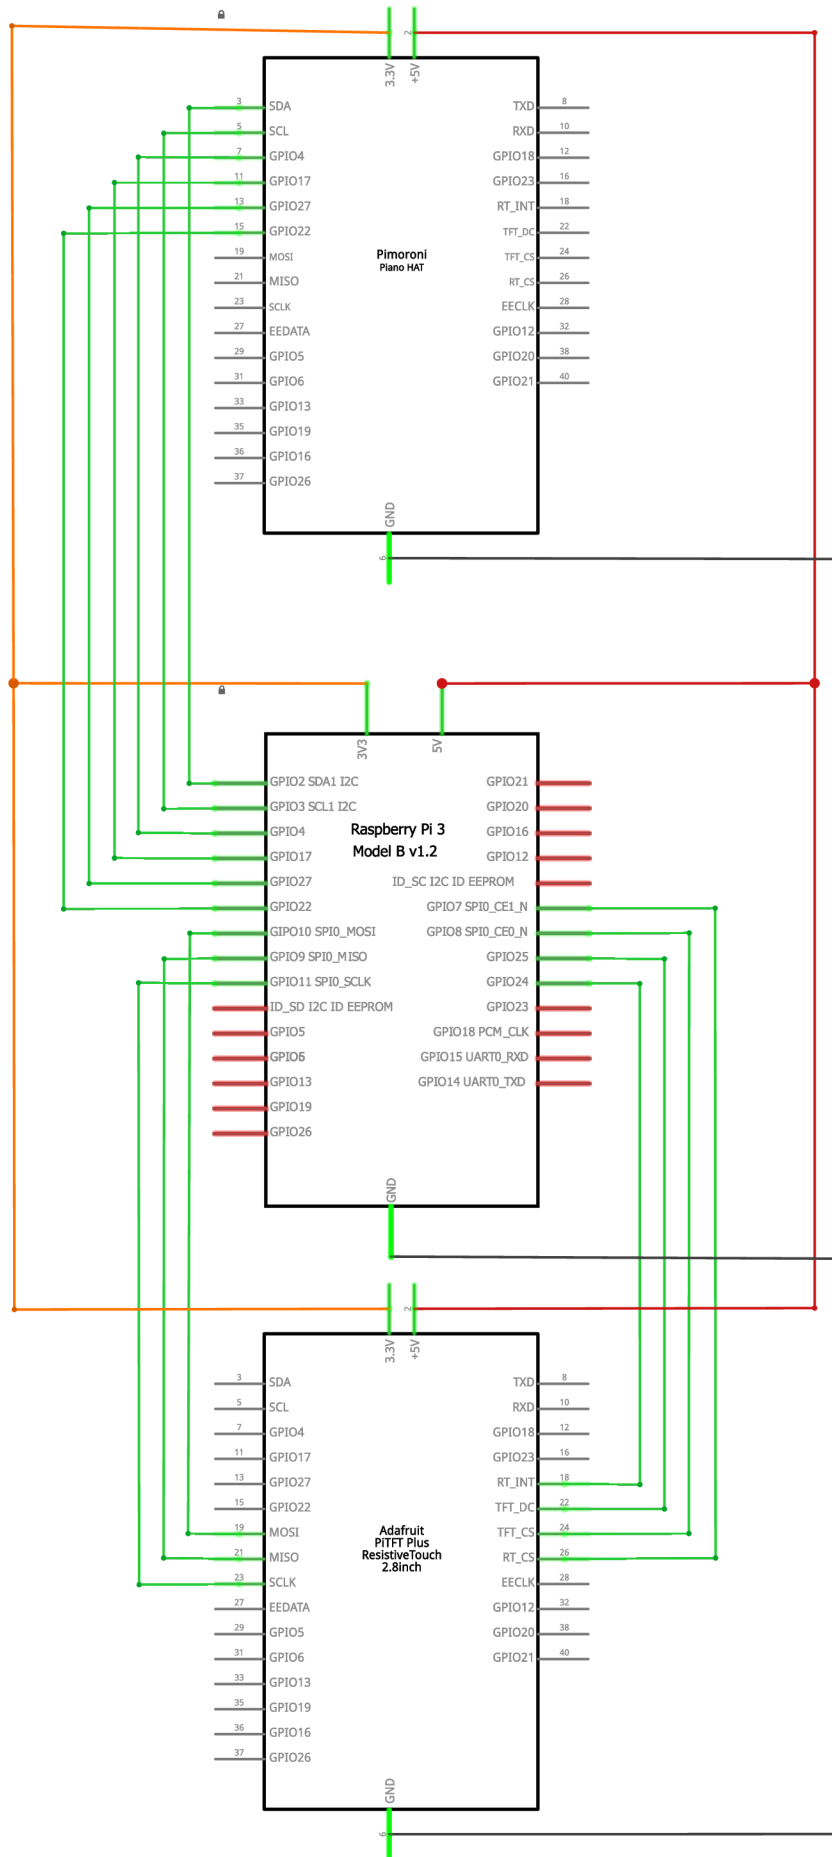 2
3.3V
+5V
3 SDA TXD 8
5 SCL RXD 10
7 GPIO4 GPIO18 12
11 GPIO17 GPIO23 16
13 GPIO27 RT_INT 18
15 GPIO22 TFT_DC 22
19 MOSI TFT_CS 24
21 MISO RT_CS 26
23 SCLK EECLK 28
27 EEDATA GPIO12 32
29 GPIO5 GPIO20 38
31 GPIO6 GPIO21 40
33 GPIO13
35 GPIO19
36 GPIO16
37 GPIO26
Pimoroni
Piano HAT
GND
6
3V3
5V
GPIO2 SDA1 I2C GPIO21
GPIO3 SCL1 I2C GPIO20
GPIO4 GPIO16
GPIO17 GPIO12
GPIO27 ID_SC I2C ID EEPROM
GPIO22 GPIO7 SPI0_CE1_N
GIPO10 SPI0_MOSI GPIO8 SPI0_CE0_N
GPIO9 SPI0_MISO GPIO25
GPIO11 SPI0_SCLK GPIO24
ID_SD I2C ID EEPROM GPIO23
GPIO5 GPIO18 PCM_CLK
GPIO6 GPIO15 UART0_RXD
GPIO13 GPIO14 UART0_TXD
GPIO19
GPIO26
Raspberry Pi 3
Model B v1.2
GND
2
3.3V
+5V
3 SDA TXD 8
5 SCL RXD 10
7 GPIO4 GPIO18 12
11 GPIO17 GPIO23 16
13 GPIO27 RT_INT 18
15 GPIO22 TFT_DC 22
19 MOSI TFT_CS 24
21 MISO RT_CS 26
23 SCLK EECLK 28
27 EEDATA GPIO12 32
29 GPIO5 GPIO20 38
31 GPIO6 GPIO21 40
33 GPIO13
35 GPIO19
36 GPIO16
37 GPIO26
Adafruit
PiTFT Plus
ResistiveTouch
2.8inch
GND
6